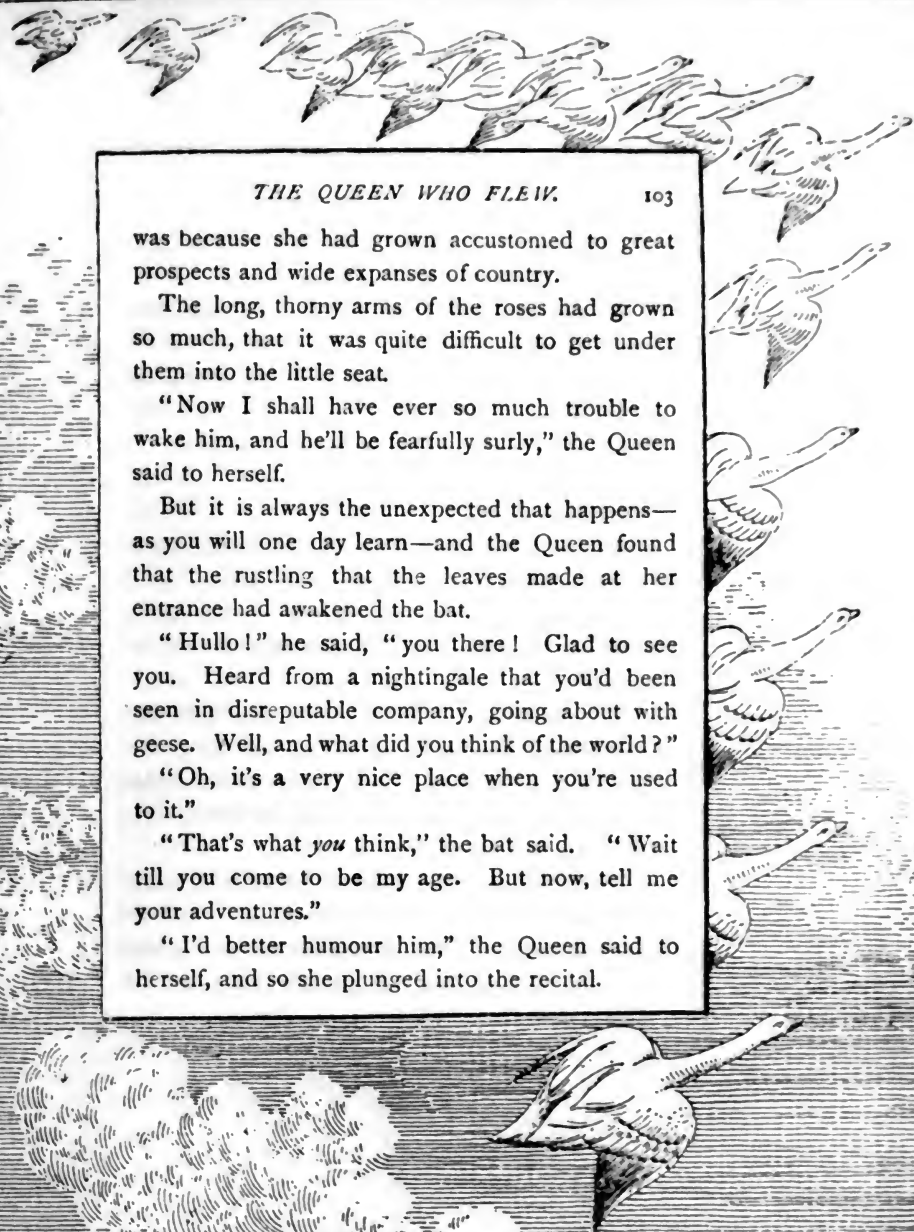 THE QUEEN WHO FLEW. 103
was because she had grown accustomed to great
prospects and wide expanses of country.
The long, thorny arms of the roses had grown
so much, that it was quite difficult to get under
them into the little seat.
"Now I shall have ever so much trouble to
wake him, and he'll be fearfully surly," the Queen
said to herself.
But it is always the unexpected that happens—
as you will one day learn—and the Queen found
that the rustling that the leaves made at her
entrance had awakened the bat.
"Hullo!" he said, "you there! Glad to see
you. Heard from a nightingale that you'd been
seen in disreputable company, going about with
geese. Well, and what did you think of the world?"
"Oh, it's a very nice place when you're used
to it."
"That's what you think," the bat said. "Wait
till you come to be my age. But now, tell me
your adventures."
"I'd better humour him," the Queen said to
herself, and so she plunged into the recital.